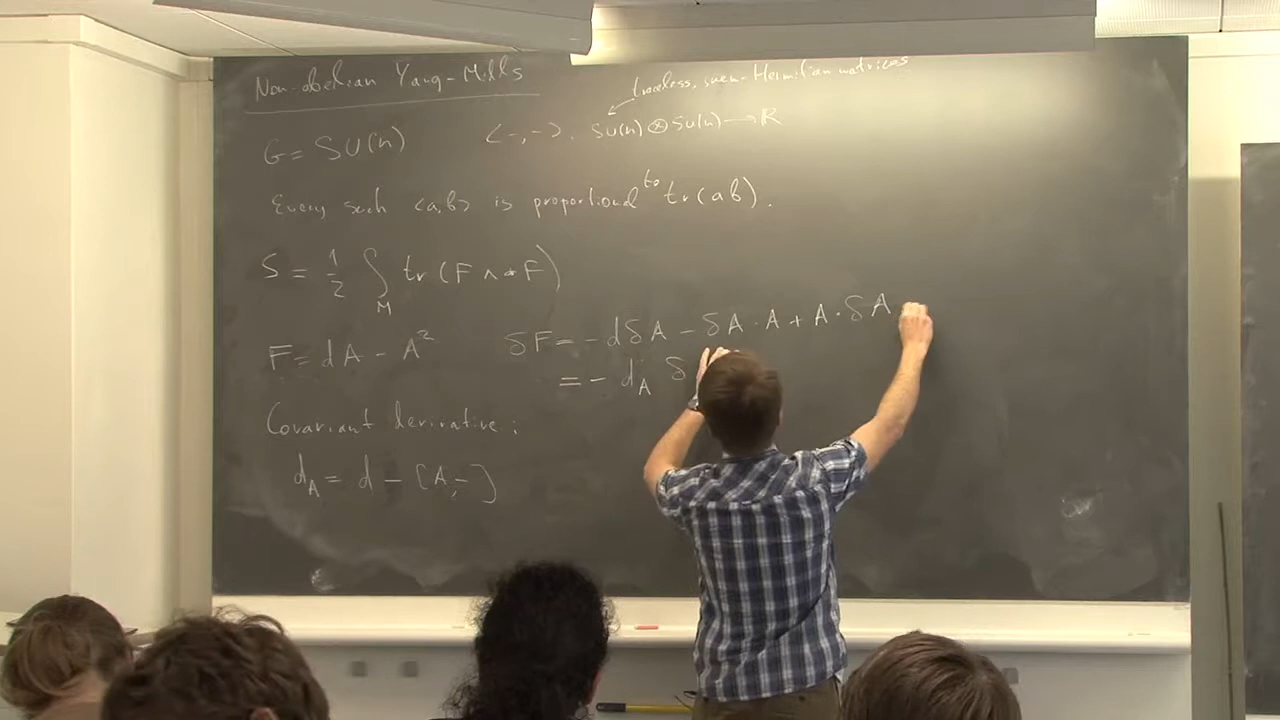 Non-abelian Yang-Mills
traceless, skew-Hermitian matrices
G = SU(n)
<-,->. SU(n) ⊗ SU(n) → ℝ
Every such <a,b> is proportional to tr(ab).
S = 1/2 ∫_M tr(F ∧ *F)
F = dA - A²
δF = - dδA - δA · A + A · δA
= - d_A δ
Covariant derivative:
d_A = d - [A,-]